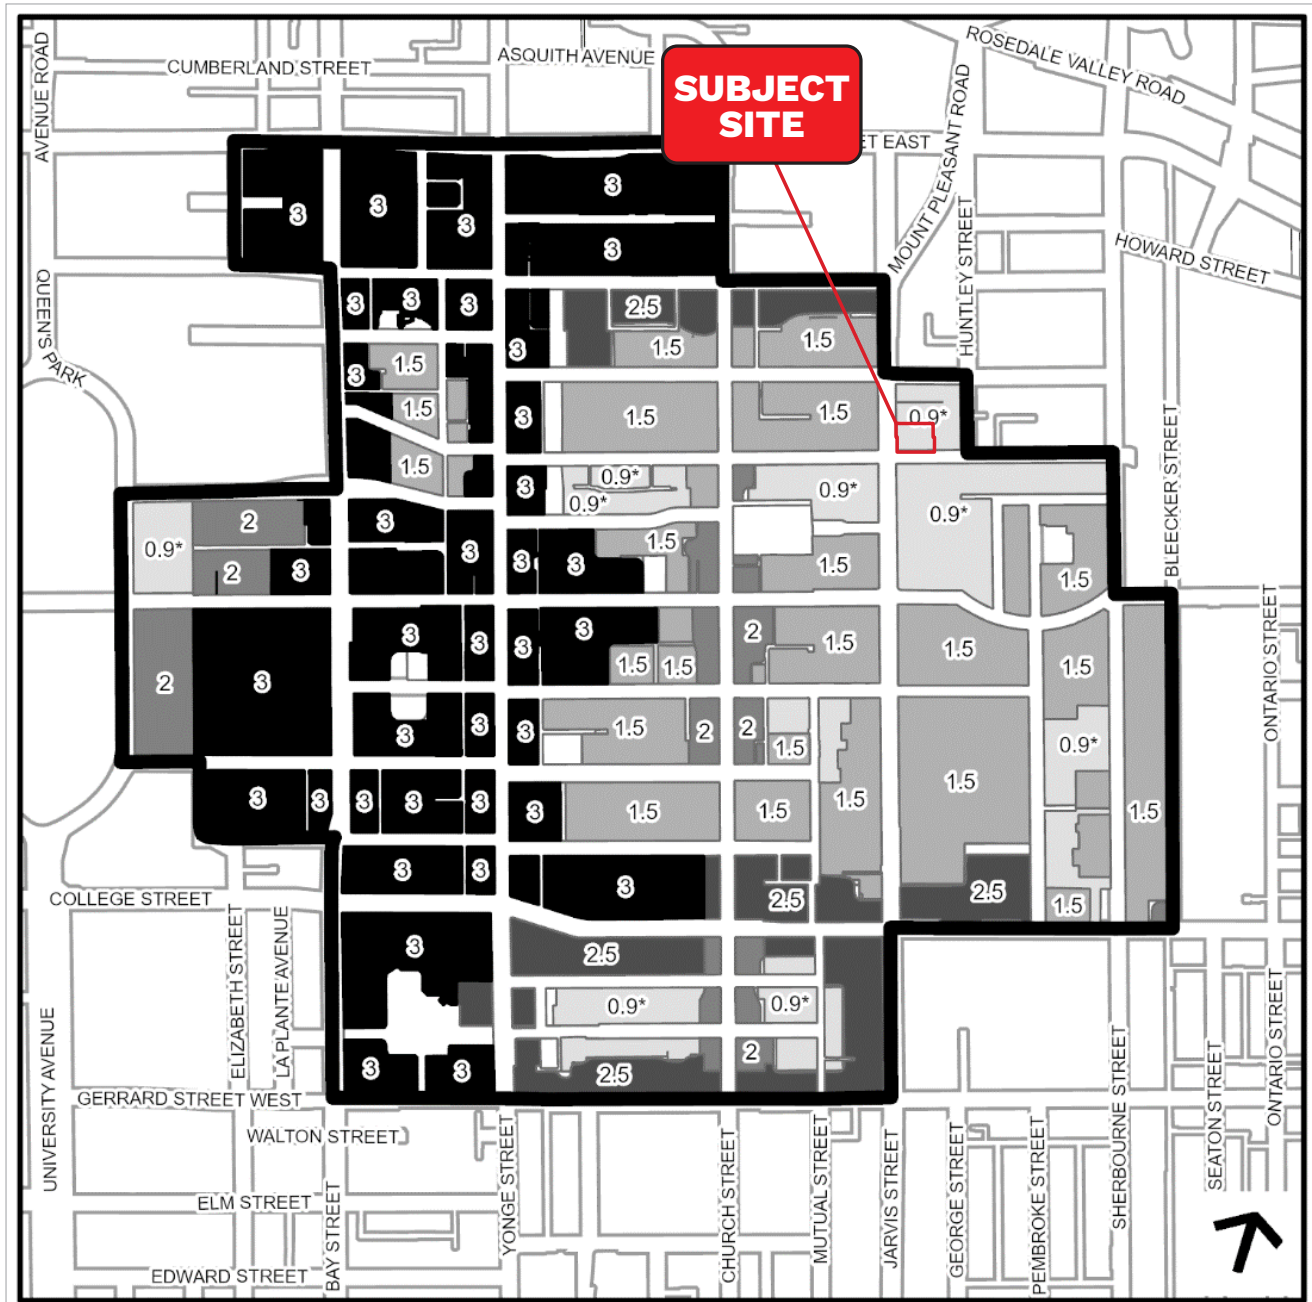 AVENUE ROAD
CUMBERLAND STREET
ASQUITH AVENUE
ROSEDALE VALLEY ROAD
SUBJECT
SITE
ET EAST
MOUNT PLEASANT ROAD
HUNTLEY STREET
HOWARD STREET
QUEEN'S PARK
BLEECKER STREET
ONTARIO STREET
3
3
3
3
3
3
3
3
3
2.5
1.5
1.5
3
1.5
1.5
1.5
3
1.5
1.5
0.9*
3
0.9*
0.9*
0.9*
0.9*
0.9*
2
3
2
3
3
3
3
1.5
1.5
1.5
3
3
3
3
2
1.5
1.5
1.5
1.5
1.5
2
3
3
3
3
1.5
2
2
1.5
0.9*
1.5
3
3
3
3
3
3
1.5
1.5
1.5
1.5
3
3
3
2.5
2.5
1.5
3
2.5
0.9*
0.9*
3
3
2.5
2
COLLEGE STREET
ELIZABETH STREET
LA PLANTE AVENUE
UNIVERSITY AVENUE
GERRARD STREET WEST
WALTON STREET
ELM STREET
EDWARD STREET
BAY STREET
YONGE STREET
CHURCH STREET
MUTUAL STREET
JARVIS STREET
GEORGE STREET
PEMBROKE STREET
SHERBOURNE STREET
SEATON STREET
ONTARIO STREET